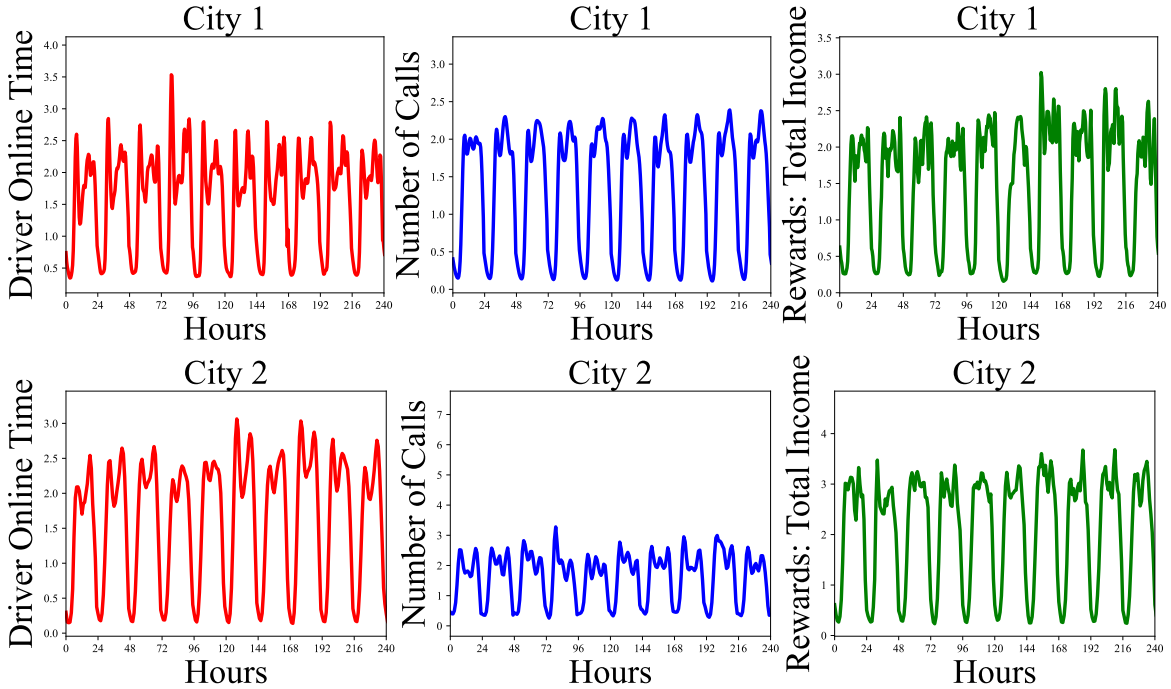 City 1
Driver Online Time
4.0
3.5
3.0
2.5
2.0
1.5
1.0
0.5
0 24 48 72 96 120 144 168 192 216 240
Hours
City 1
Number of Calls
3.0
2.5
2.0
1.5
1.0
0.5
0.0
0 24 48 72 96 120 144 168 192 216 240
Hours
City 1
Rewards: Total Income
3.5
3.0
2.5
2.0
1.5
1.0
0.5
0.0
0 24 48 72 96 120 144 168 192 216 240
Hours
City 2
Driver Online Time
3.0
2.5
2.0
1.5
1.0
0.5
0.0
0 24 48 72 96 120 144 168 192 216 240
Hours
City 2
Number of Calls
7
6
5
4
3
2
1
0
0 24 48 72 96 120 144 168 192 216 240
Hours
City 2
Rewards: Total Income
4
3
2
1
0
0 24 48 72 96 120 144 168 192 216 240
Hours